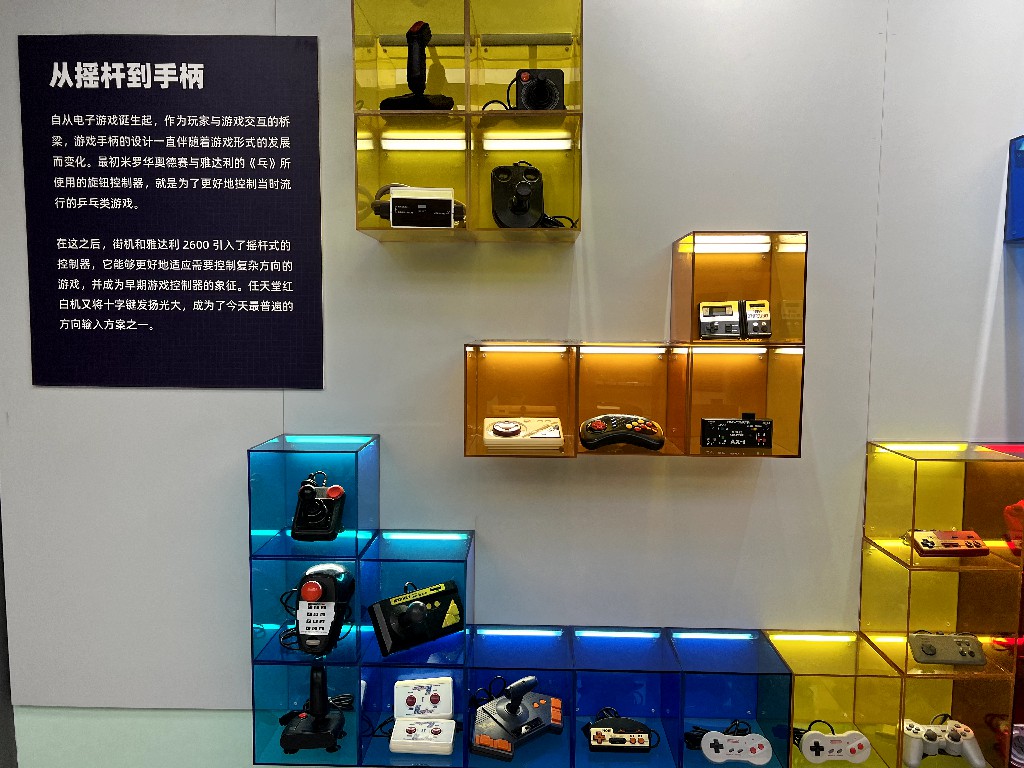 从摇杆到手柄
自从电子游戏诞生起，作为玩家与游戏交互的桥
梁，游戏手柄的设计一直伴随着游戏形式的发展
而变化。最初米罗华奥德赛与雅达利的《乓》所
使用的旋钮控制器，就是为了更好地控制当时流
行的乒乓类游戏。
在这之后，街机和雅达利 2600 引入了摇杆式的
控制器，它能够更好地适应需要控制复杂方向的
游戏，并成为早期游戏控制器的象征。任天堂红
白机又将十字键发扬光大，成为了今天最普遍的
方向输入方案之一。